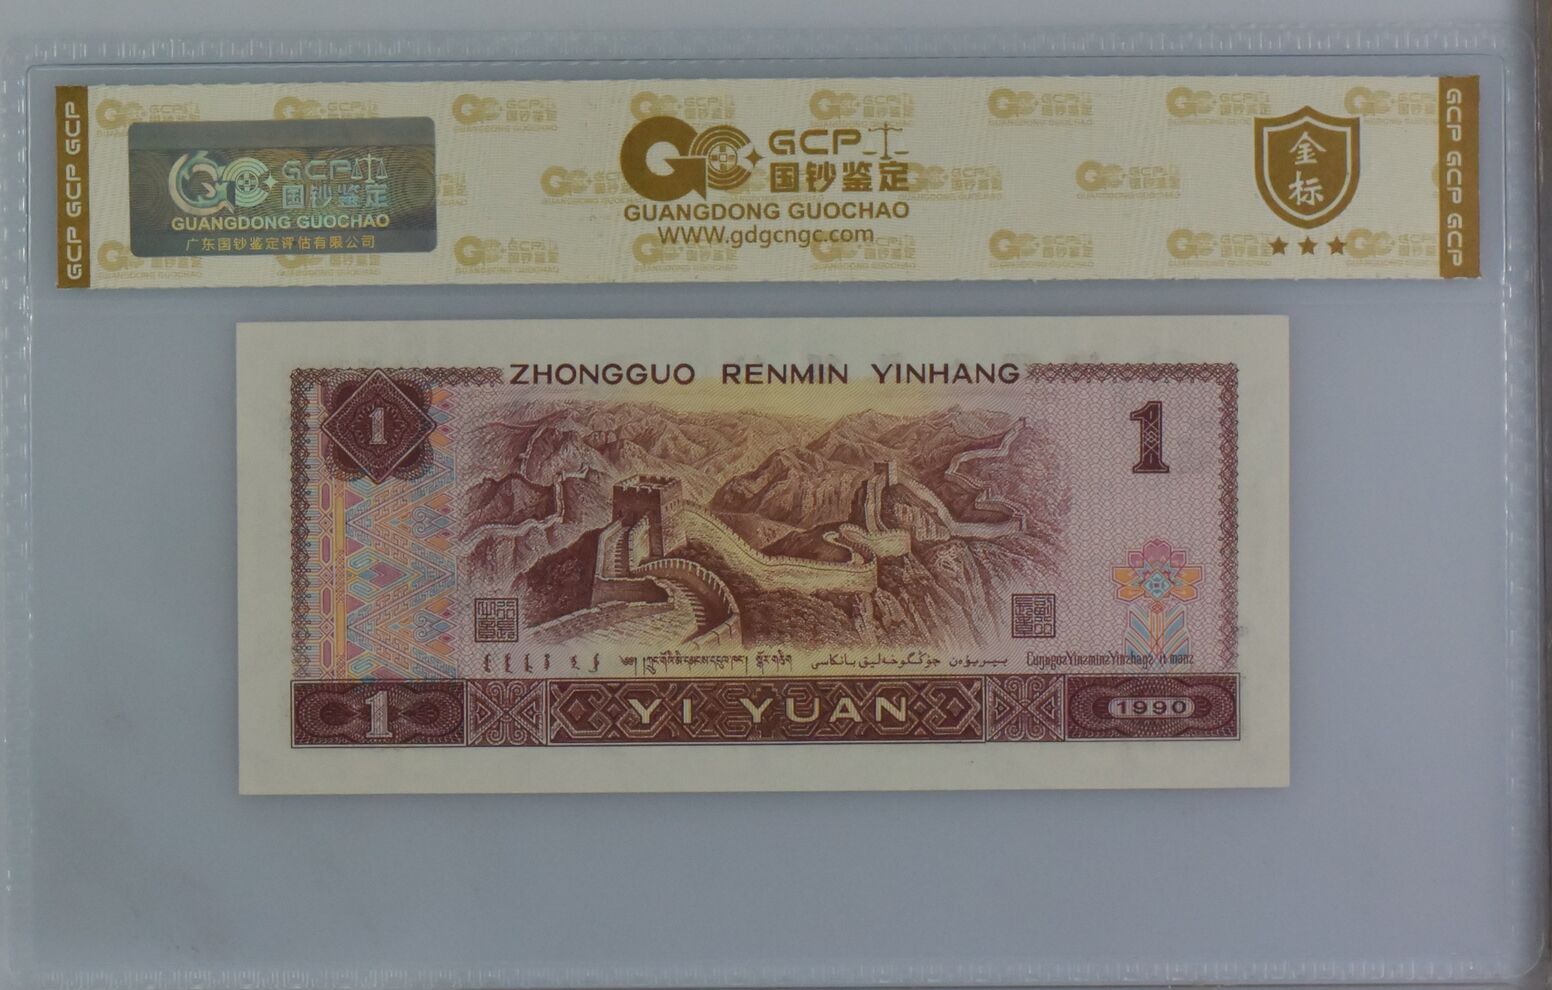 GCP GCP GCP
GCP
国钞鉴定
GUANGDONG GUOCHAO
广东国钞鉴定评估有限公司
GCP
国钞鉴定
GUANGDONG GUOCHAO
WWW.gdgcngc.com
金标
GCP GCP GCP
ZHONGGUO RENMIN YINHANG
1
1
1
YI YUAN
1990